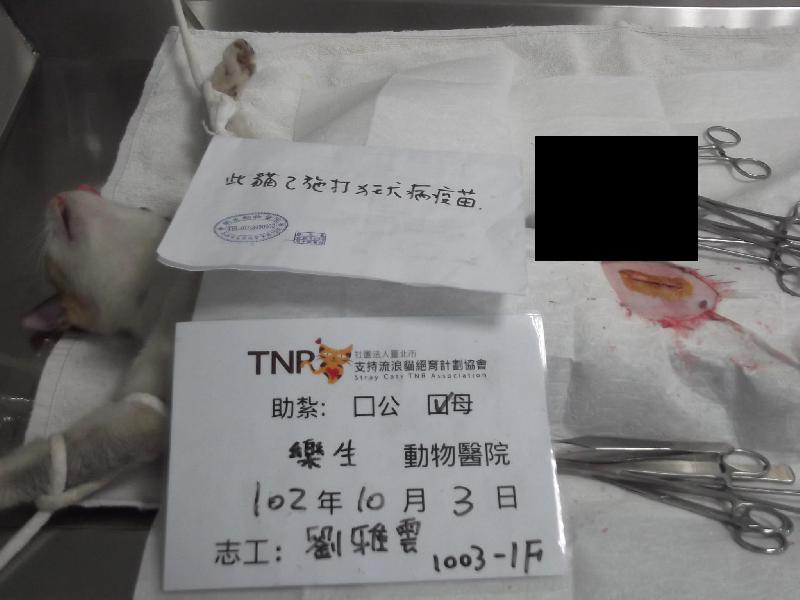 此貓已施打狂犬病疫苗.
TNR 社團法人臺北市
支持流浪貓絕育計劃協會
Stray Cats TNR Association
助紮: □公 ☑母
樂生 動物醫院
102年10月3日
志工: 劉雅雲 1003-1F